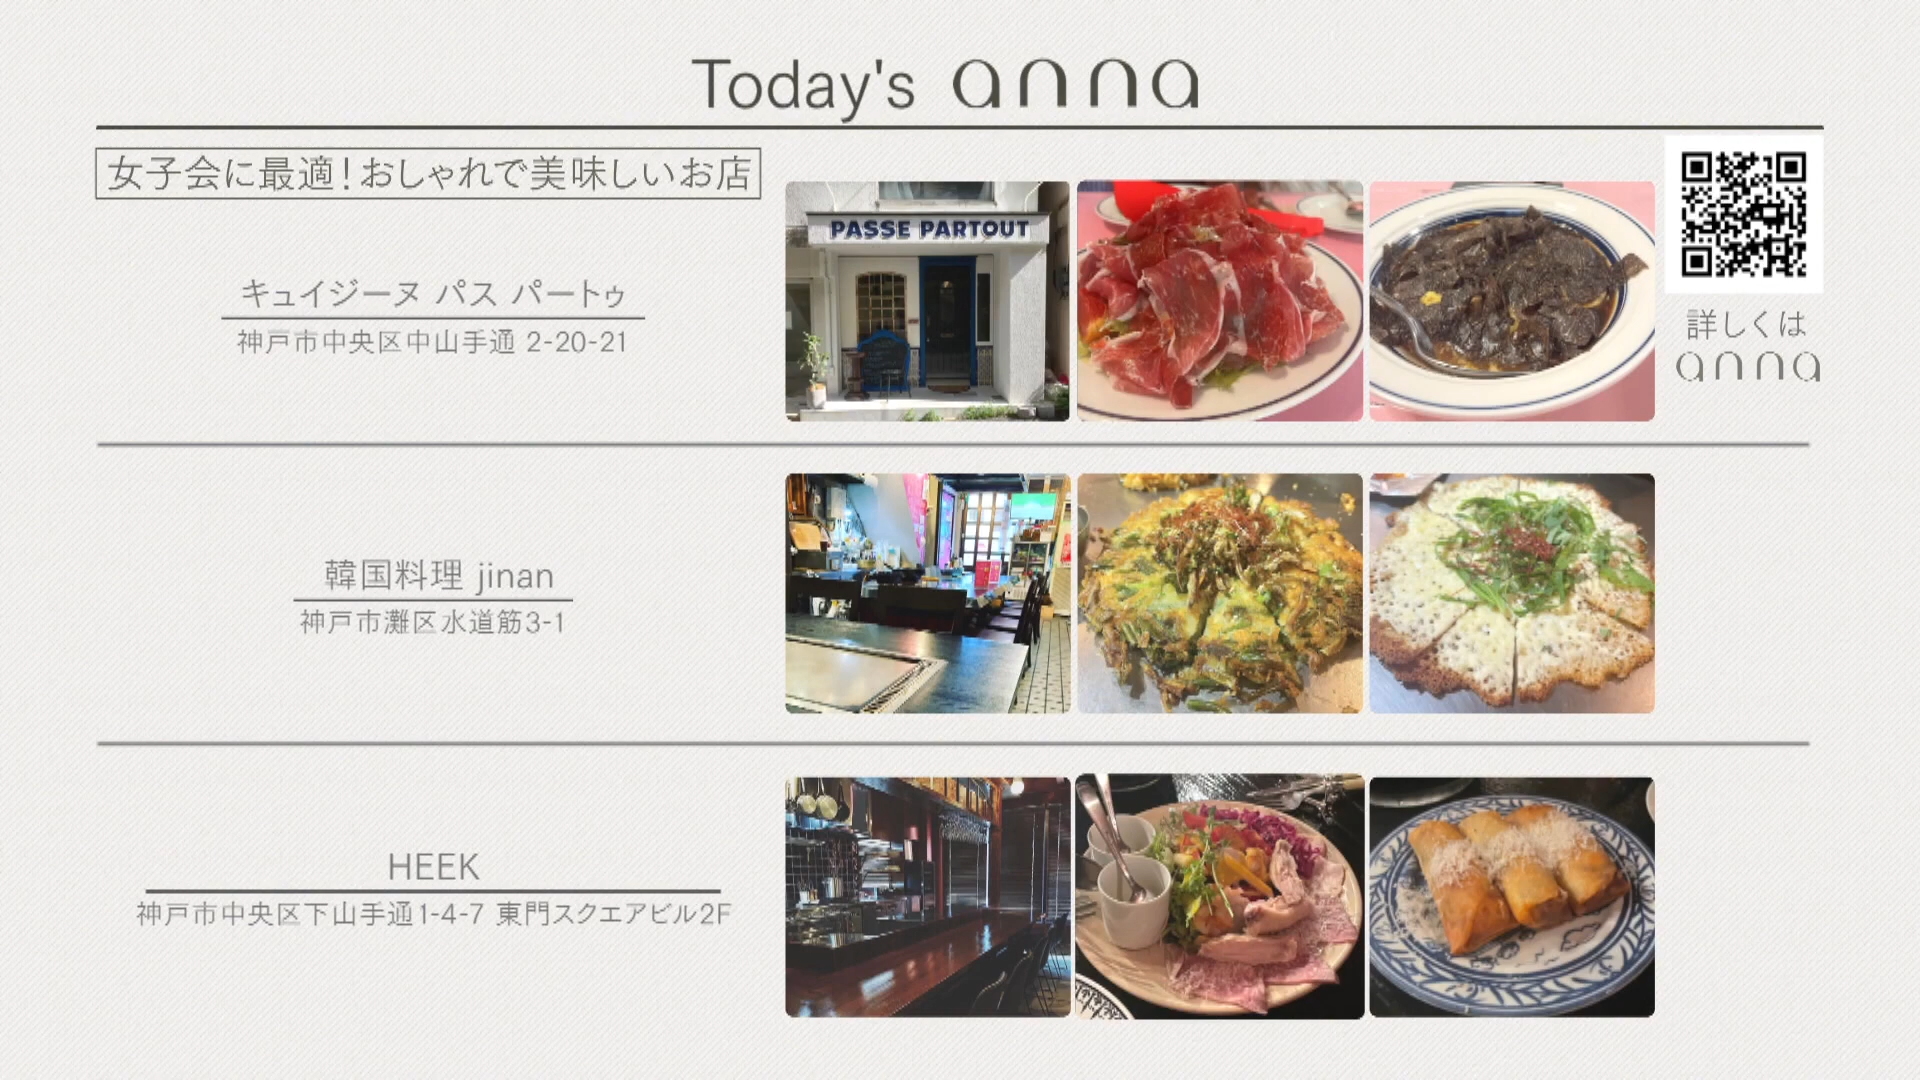 Today's anna
女子会に最適！おしゃれで美味しいお店
キュイジーヌ パス パートゥ
神戸市中央区中山手通 2-20-21
PASSE PARTOUT
詳しくは
anna
韓国料理 jinan
神戸市灘区水道筋3-1
HEEK
神戸市中央区下山手通1-4-7 東門スクエアビル2F